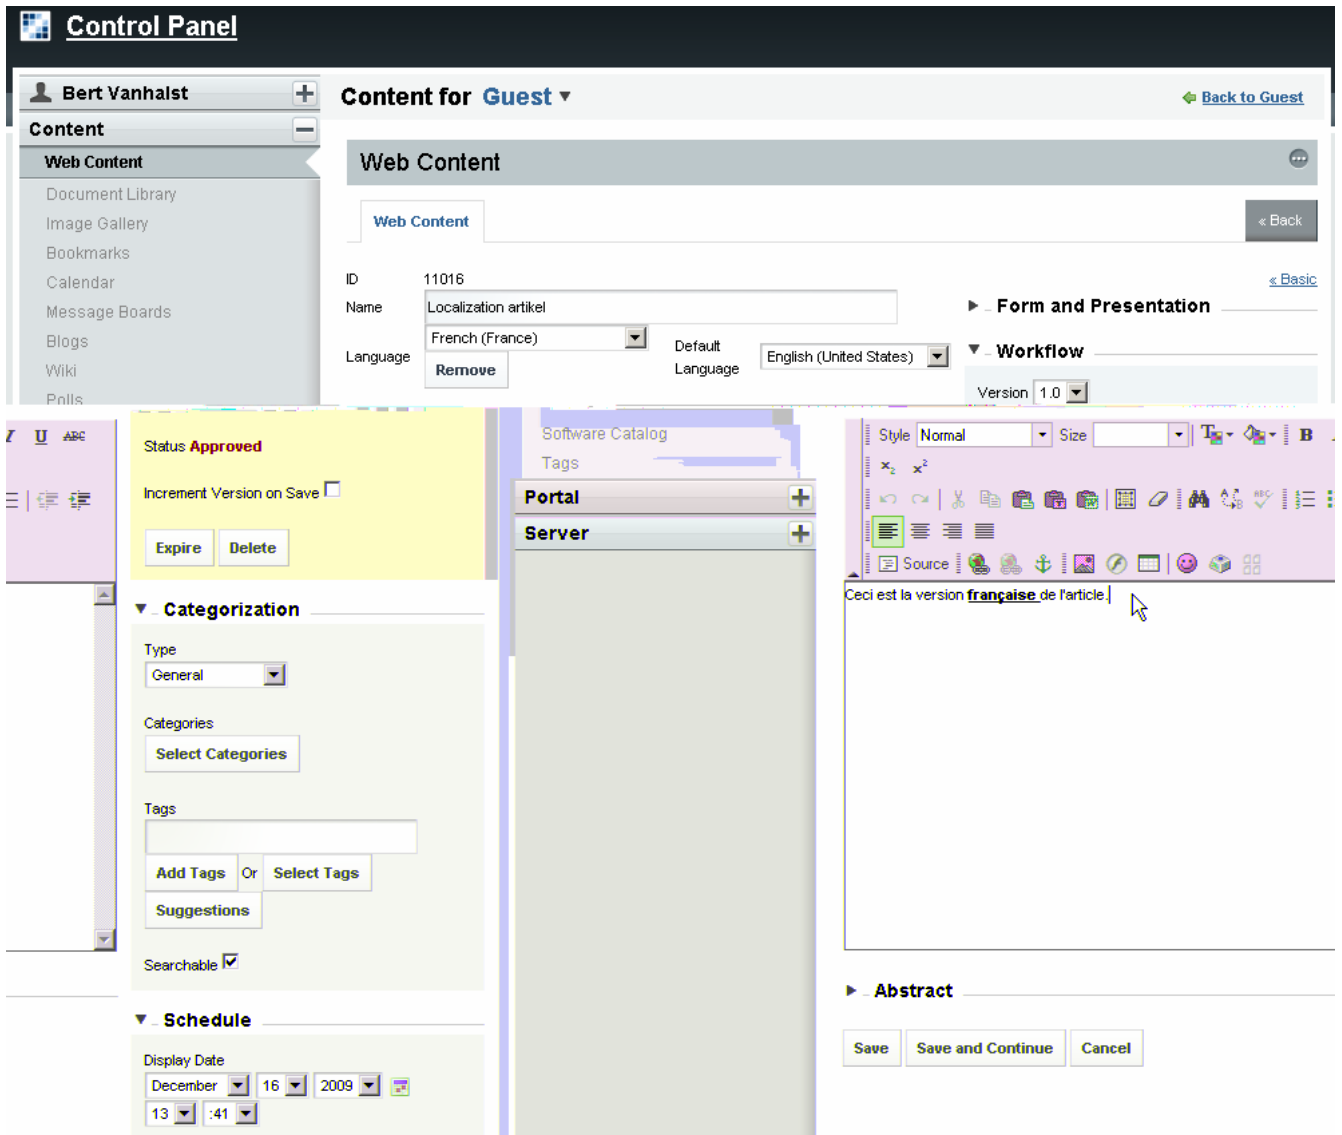 Control Panel
Bert Vanhalst
Content for Guest
Back to Guest
Content
Web Content
Web Content
Document Library
Image Gallery
Web Content
« Back
Bookmarks
Calendar
ID 11016
« Basic
Message Boards
Name Localization artikel
Form and Presentation
Blogs
French (France)
Language
Remove
Default
Language
English (United States)
Workflow
Wiki
Polls
Version 1.0
U ABC
Status Approved
Increment Version on Save
Expire Delete
Categorization
Type
General
Categories
Select Categories
Tags
Add Tags Or Select Tags
Suggestions
Searchable
Schedule
Display Date
December 16 2009
13 :41
Software Catalog
Tags
Portal
Server
Style Normal Size B
x₂ x²
Source
Ceci est la version française de l'article.
Abstract
Save Save and Continue Cancel